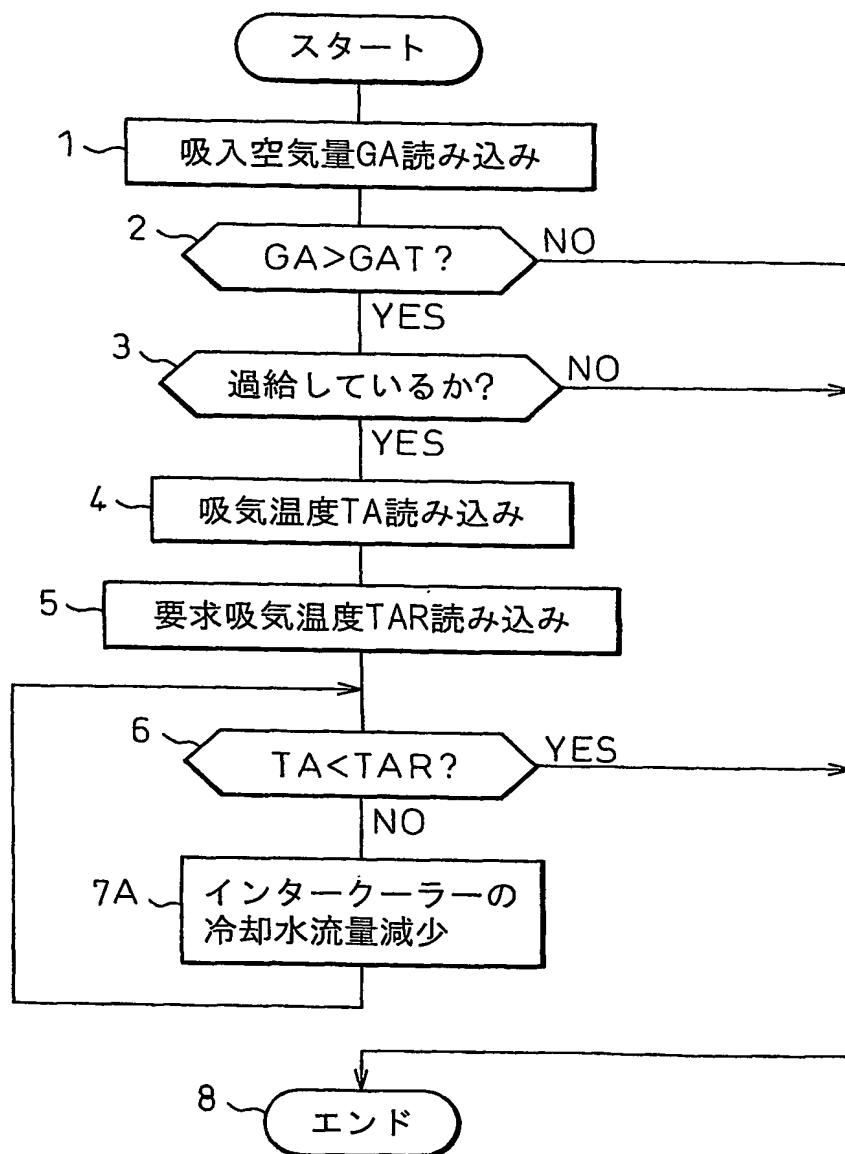 スタート
1
吸入空気量GA読み込み
2
GA>GAT?
NO
YES
3
過給しているか?
NO
YES
4
吸気温度TA読み込み
5
要求吸気温度TAR読み込み
6
TA<TAR?
YES
NO
7A
インタークーラーの
冷却水流量減少
8
エンド